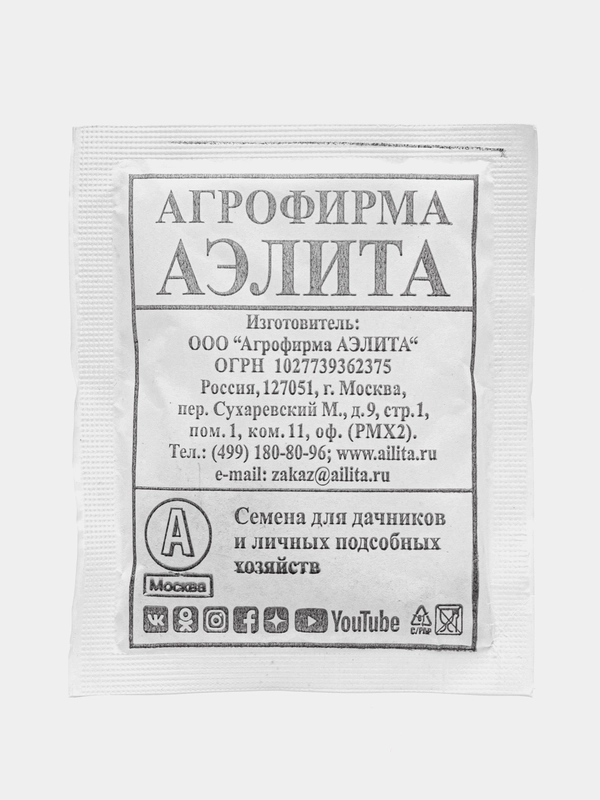 АГРОФИРМА
АЭЛИТА
Изготовитель:
ООО “Агрофирма АЭЛИТА“
ОГРН 1027739362375
Россия, 127051, г. Москва,
пер. Сухаревский М., д. 9, стр. 1,
пом. 1, ком. 11, оф. (РМХ2).
Тел.: (499) 180-80-96; www.ailita.ru
e-mail: zakaz@ailita.ru
А
Москва
Семена для дачников
и личных подсобных
хозяйств
YouTube
C/PAP